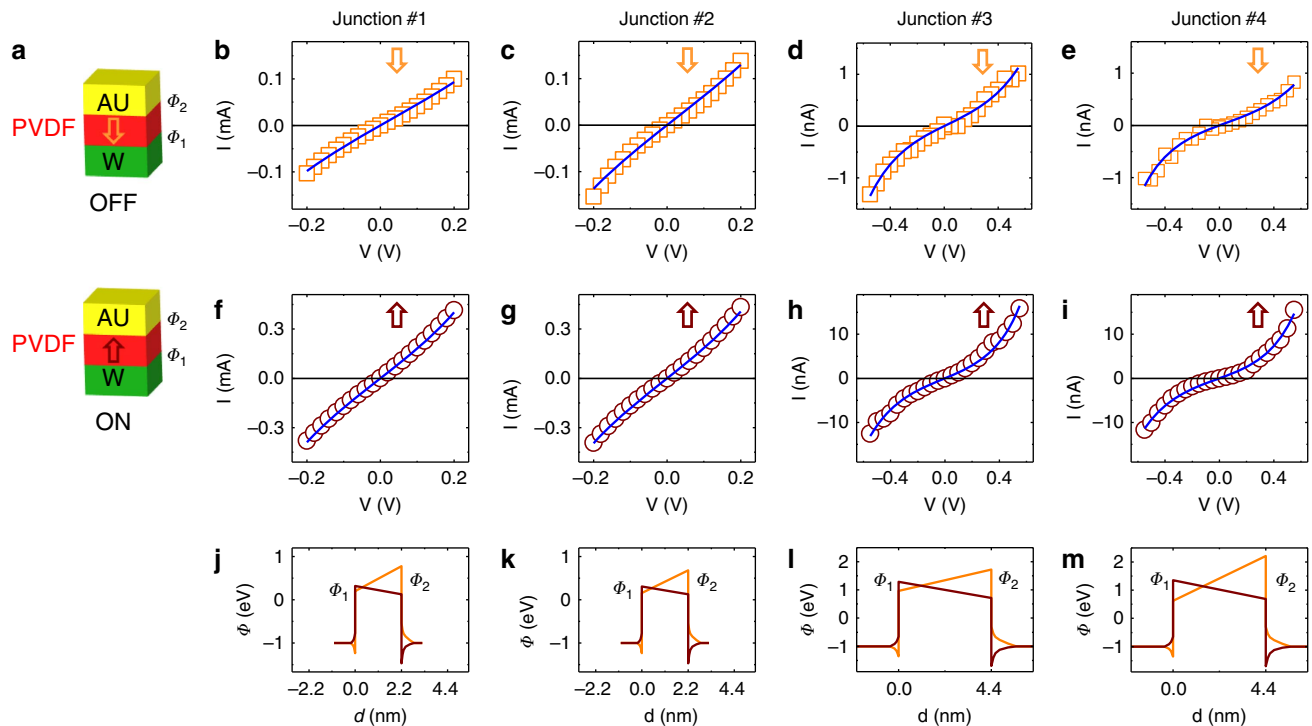 Junction #1 Junction #2 Junction #3 Junction #4
a b c d e
AU Φ2
PVDF Φ1
W
OFF
I (mA) 0.1 0.0 −0.1
−0.2 0.0 0.2
V (V)
I (mA) 0.1 0.0 −0.1
−0.2 0.0 0.2
V (V)
I (nA) 1 0 −1
−0.4 0.0 0.4
V (V)
I (nA) 1 0 −1
−0.4 0.0 0.4
V (V)
f g h i
AU Φ2
PVDF Φ1
W
ON
I (mA) 0.3 0.0 −0.3
−0.2 0.0 0.2
V (V)
I (mA) 0.3 0.0 −0.3
−0.2 0.0 0.2
V (V)
I (nA) 10 0 −10
−0.4 0.0 0.4
V (V)
I (nA) 10 0 −10
−0.4 0.0 0.4
V (V)
j k l m
Φ (eV) 1 0 −1
Φ1 Φ2
−2.2 0.0 2.2 4.4
d (nm)
Φ (eV) 1 0 −1
Φ1 Φ2
−2.2 0.0 2.2 4.4
d (nm)
Φ (eV) 2 1 0 −1
Φ1 Φ2
0.0 4.4
d (nm)
Φ (eV) 2 1 0 −1
Φ1 Φ2
0.0 4.4
d (nm)